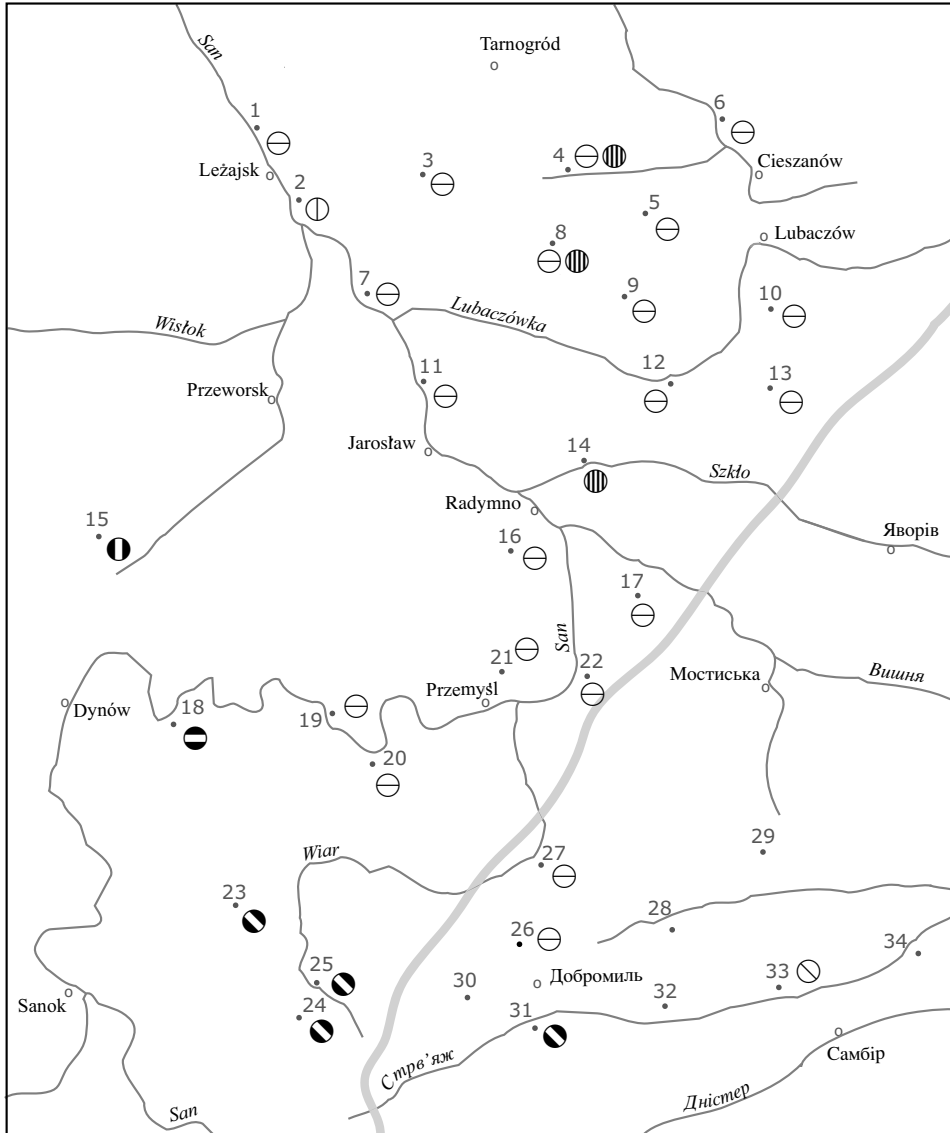 San
Tarnogród
1
6
Leżajsk
3
4
Cieszanów
2
5
8
Lubaczów
7
9
10
Lubaczówka
Wisłok
12
13
Przeworsk
11
Jarosław
14
Szkło
Radymno
15
16
Яворів
17
San
21
22
Мостиська
Вишня
Przemyśl
Dynów
18
19
20
Wiar
27
29
23
28
26
34
25
33
Добромиль
Sanok
24
30
32
31
Самбір
Стрв’яж
Дністер
San